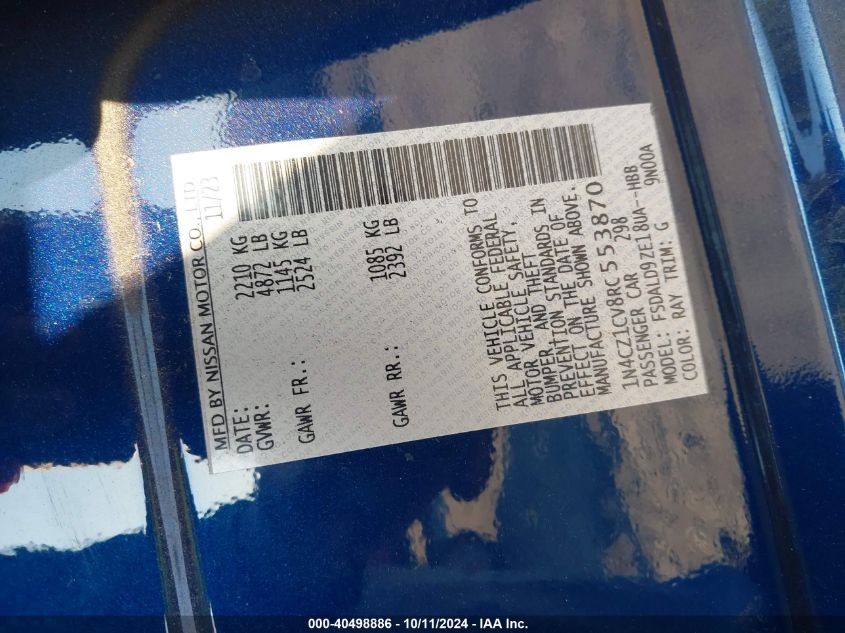 MFD BY NISSAN MOTOR CO., LTD
DATE: 11/23
GVWR: 2210 KG
4872 LB
GAWR FR.: 1145 KG
2524 LB
GAWR RR.: 1085 KG
2392 LB
THIS VEHICLE CONFORMS TO
ALL APPLICABLE FEDERAL
MOTOR VEHICLE SAFETY,
BUMPER, AND THEFT
PREVENTION STANDARDS IN
EFFECT ON THE DATE OF
MANUFACTURE SHOWN ABOVE.
1N4CZ1CV8RC553870
PASSENGER CAR 298
MODEL: FSDALD9ZE18UA--HBB
COLOR: RAY TRIM: G 9N00A
000-40498886 - 10/11/2024 - IAA Inc.